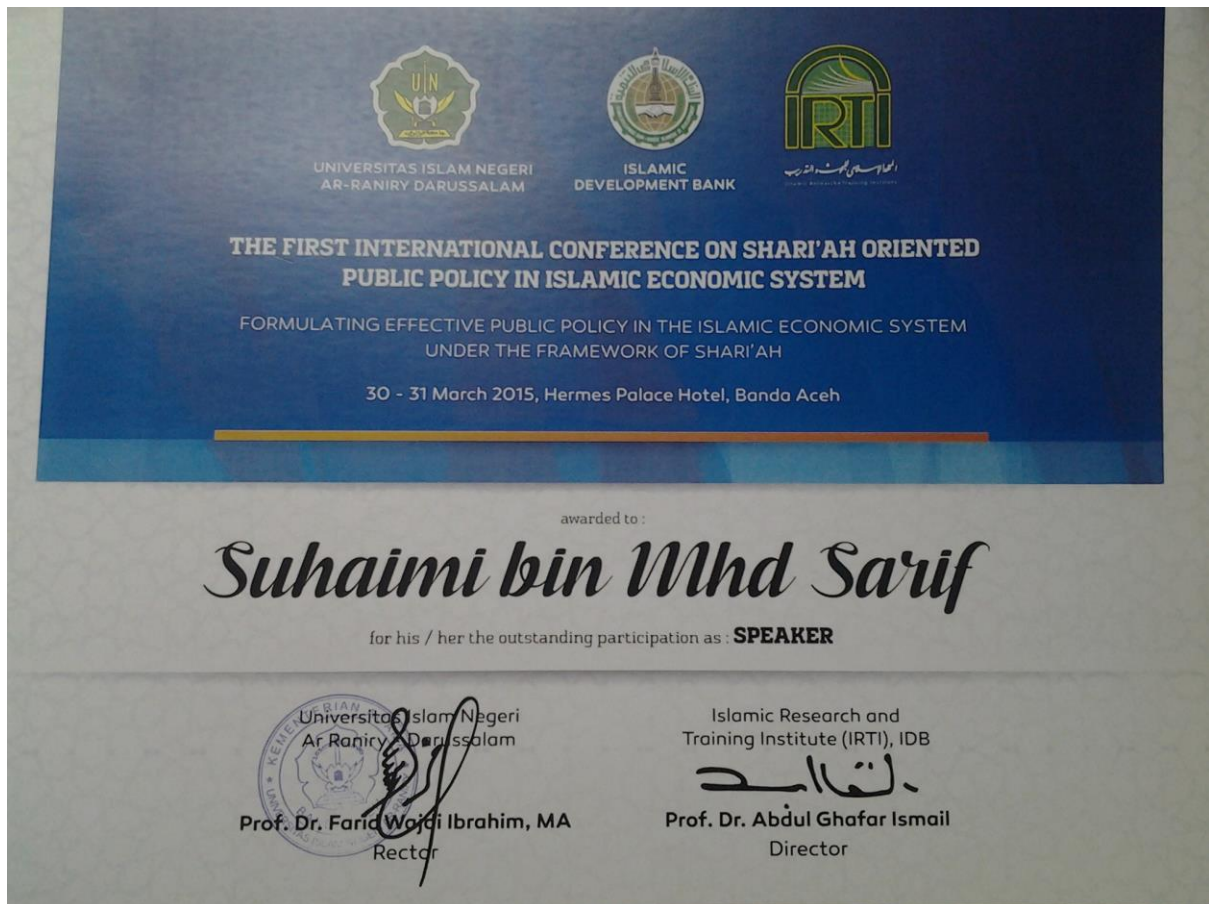 UIN
IRTI
UNIVERSITAS ISLAM NEGERI
AR-RANIRY DARUSSALAM
ISLAMIC
DEVELOPMENT BANK
THE FIRST INTERNATIONAL CONFERENCE ON SHARI'AH ORIENTED
PUBLIC POLICY IN ISLAMIC ECONOMIC SYSTEM
FORMULATING EFFECTIVE PUBLIC POLICY IN THE ISLAMIC ECONOMIC SYSTEM
UNDER THE FRAMEWORK OF SHARI'AH
30 - 31 March 2015, Hermes Palace Hotel, Banda Aceh
awarded to :
Suhaimi bin Mhd Sarif
for his / her the outstanding participation as : SPEAKER
Universitas Islam Negeri
Ar Raniry - Darussalam
KEMENTERIAN
Prof. Dr. Farid Wajdi Ibrahim, MA
Rector
Islamic Research and
Training Institute (IRTI), IDB
Prof. Dr. Abdul Ghafar Ismail
Director